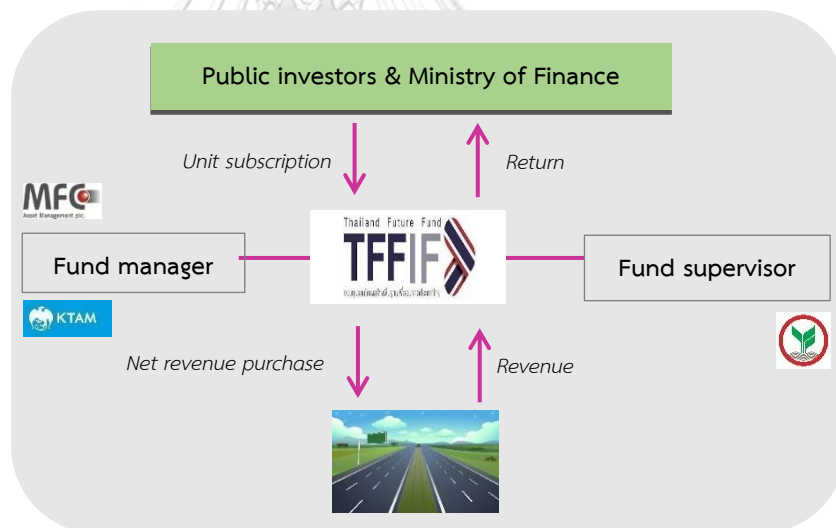 Public investors & Ministry of Finance
Unit subscription
Return
MFC
Asset Management plc.
Thailand Future Fund
TFFIF
Fund manager
Fund supervisor
KTAM
Net revenue purchase
Revenue